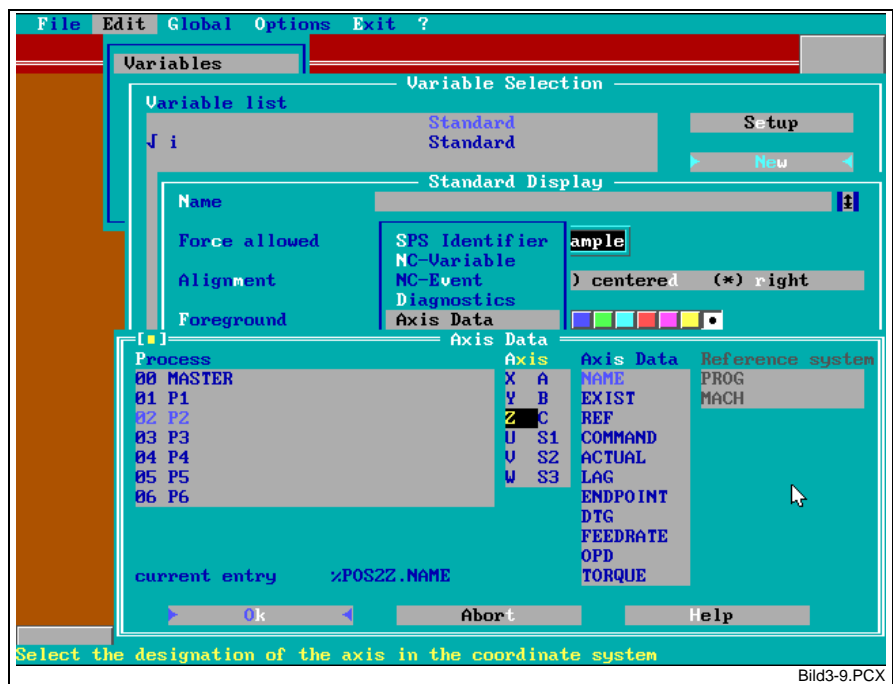 File Edit Global Options Exit ?
Variables
Variable Selection
Variable list
Standard
Setup
√ i Standard
New
Standard Display
Name
Force allowed
SPS Identifier
ample
NC-Variable
Alignment
NC-Event
) centered (*) right
Diagnostics
Foreground
Axis Data
[■] Axis Data
Process Axis Axis Data Reference system
00 MASTER X A NAME PROG
01 P1 Y B EXIST MACH
02 P2 Z C REF
03 P3 U S1 COMMAND
04 P4 V S2 ACTUAL
05 P5 W S3 LAG
06 P6 ENDPOINT
DTG
FEEDRATE
OPD
current entry %POS2Z.NAME TORQUE
Ok Abort Help
Select the designation of the axis in the coordinate system
Bild3-9.PCX